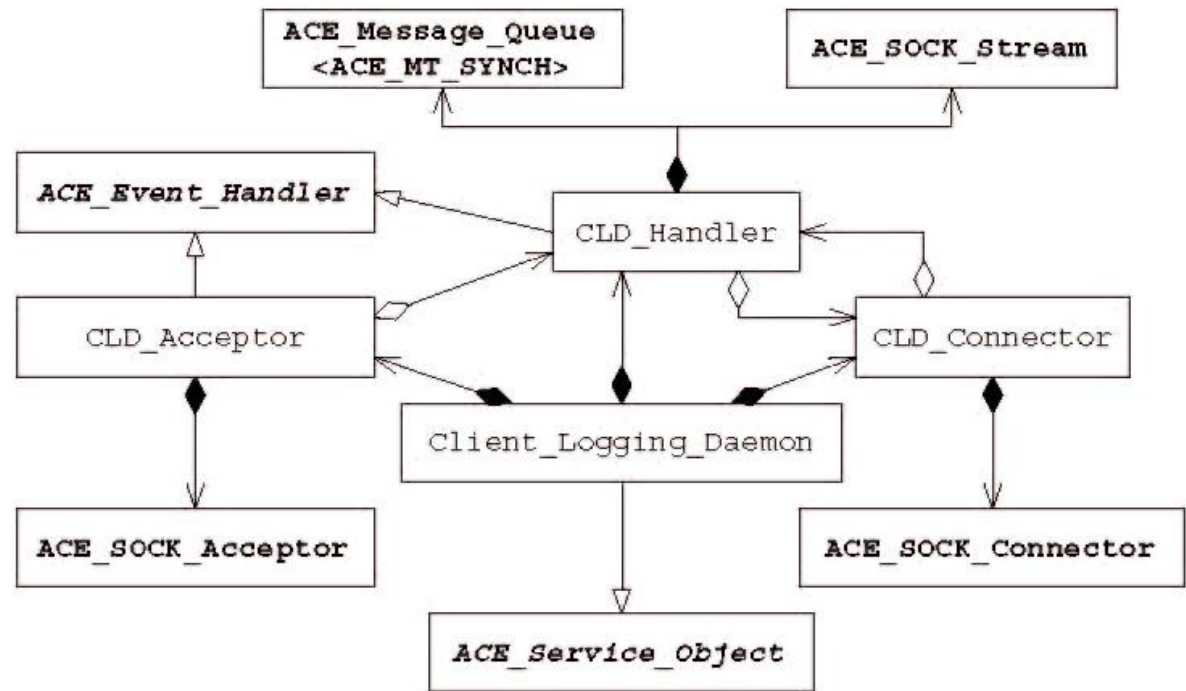 ACE_Message_Queue
<ACE_MT_SYNCH>
ACE_SOCK_Stream
ACE_Event_Handler
CLD_Handler
CLD_Acceptor
CLD_Connector
Client_Logging_Daemon
ACE_SOCK_Acceptor
ACE_SOCK_Connector
ACE_Service_Object